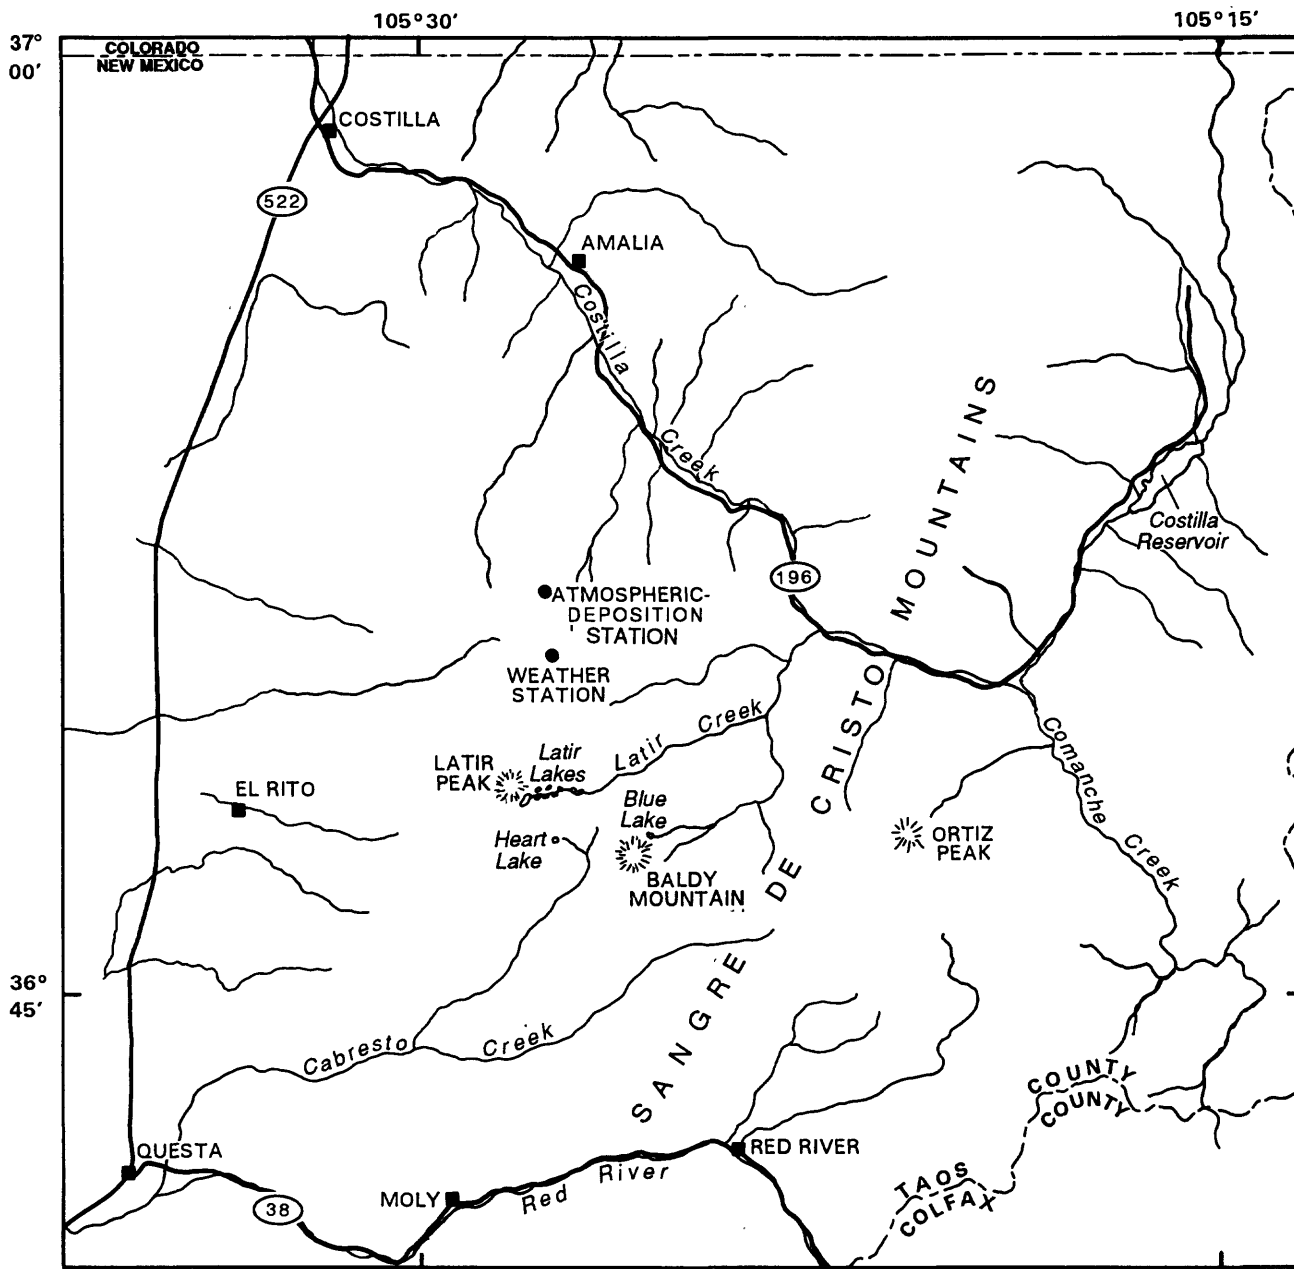 105°30′
105°15′
37°
00′
COLORADO
NEW MEXICO
COSTILLA
522
AMALIA
Costilla
Creek
MOUNTAINS
Costilla
Reservoir
196
ATMOSPHERIC-
DEPOSITION
STATION
WEATHER
STATION
CRISTO
Latir Creek
Comanche Creek
LATIR
PEAK
Latir
Lakes
EL RITO
Blue
Lake
Heart
Lake
ORTIZ
PEAK
BALDY
MOUNTAIN
DE
SANGRE
36°
45′
Cabresto Creek
COUNTY
COUNTY
QUESTA
RED RIVER
MOLY
Red River
TAOS
COLFAX
38